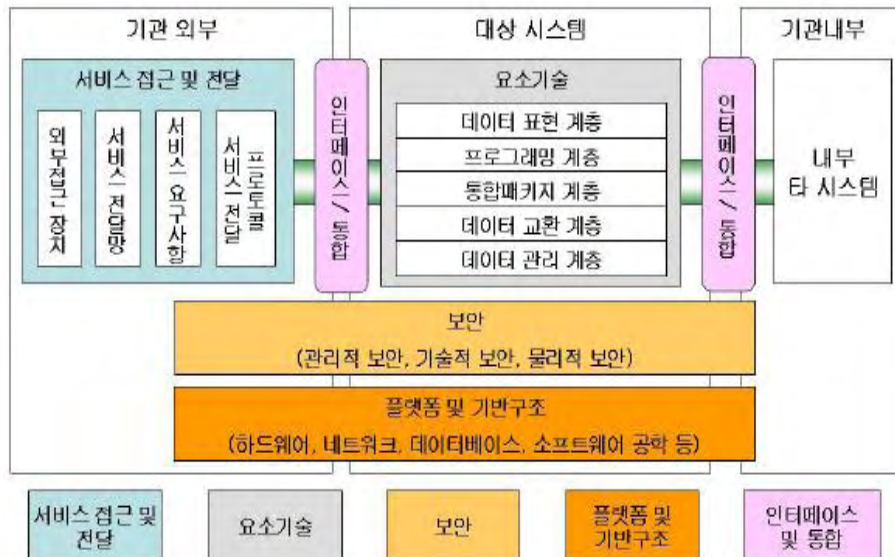 기관 외부
대상 시스템
기관내부
서비스 접근 및 전달
외부접근 장치
서비스 전달망
서비스 요구사항
서비스 전달
프로토콜
인터페이스 / 통합
요소기술
데이터 표현 계층
프로그래밍 계층
통합패키지 계층
데이터 교환 계층
데이터 관리 계층
인터페이스 / 통합
내부
타 시스템
보안
(관리적 보안, 기술적 보안, 물리적 보안)
플랫폼 및 기반구조
(하드웨어, 네트워크, 데이터베이스, 소프트웨어 공학 등)
서비스 접근 및
전달
요소기술
보안
플랫폼 및
기반구조
인터페이스
및 통합